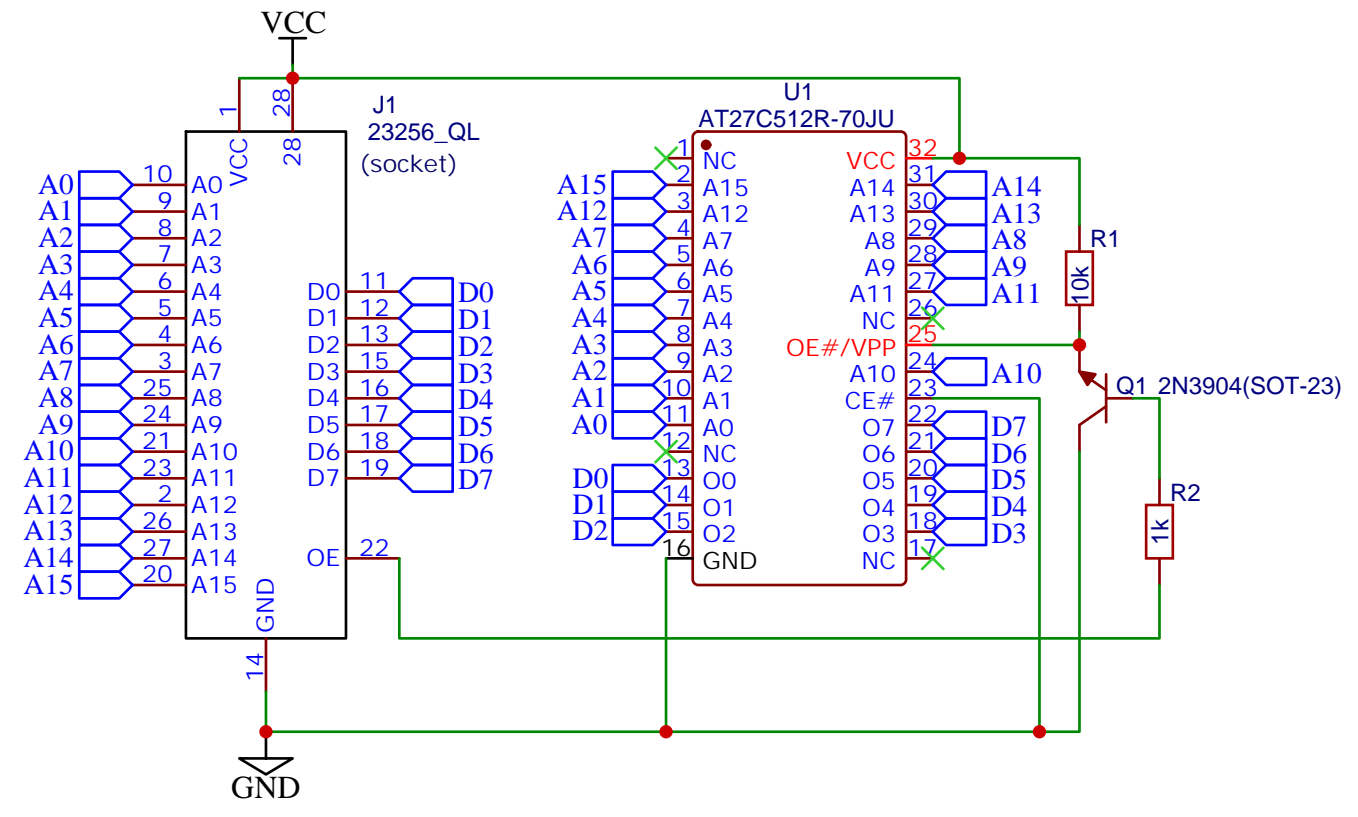 VCC
J1
23256_QL
(socket)
1
28
VCC
28
A0 10 A0
A1 9 A1
A2 8 A2
A3 7 A3
A4 6 A4
A5 5 A5
A6 4 A6
A7 3 A7
A8 25 A8
A9 24 A9
A10 21 A10
A11 23 A11
A12 2 A12
A13 26 A13
A14 27 A14
A15 20 A15
D0 11 D0
D1 12 D1
D2 13 D2
D3 15 D3
D4 16 D4
D5 17 D5
D6 18 D6
D7 19 D7
OE 22
GND
14
GND
U1
AT27C512R-70JU
1 NC
A15 2 A15
A12 3 A12
A7 4 A7
A6 5 A6
A5 6 A5
A4 7 A4
A3 8 A3
A2 9 A2
A1 10 A1
A0 11 A0
12 NC
D0 13 O0
D1 14 O1
D2 15 O2
16 GND
VCC 32
A14 31 A14
A13 30 A13
A8 29 A8
A9 28 A9
A11 27 A11
NC 26
OE#/VPP 25
A10 24 A10
CE# 23
O7 22 D7
O6 21 D6
O5 20 D5
O4 19 D4
O3 18 D3
NC 17
R1
10k
Q1 2N3904(SOT-23)
R2
1k